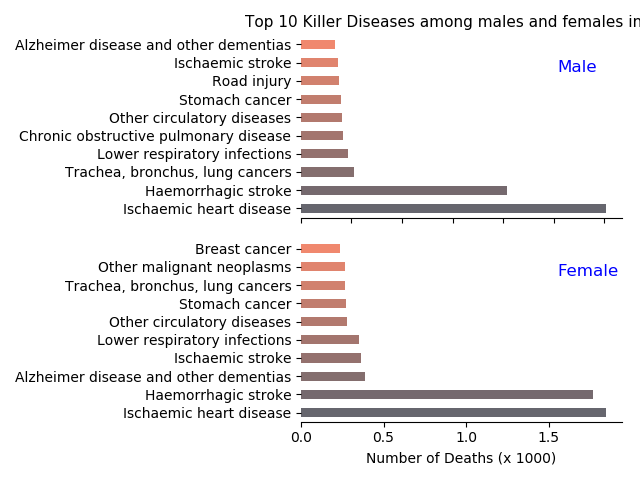 Top 10 Killer Diseases among males and females in
Alzheimer disease and other dementias
Ischaemic stroke
Male
Road injury
Stomach cancer
Other circulatory diseases
Chronic obstructive pulmonary disease
Lower respiratory infections
Trachea, bronchus, lung cancers
Haemorrhagic stroke
Ischaemic heart disease
Breast cancer
Other malignant neoplasms
Female
Trachea, bronchus, lung cancers
Stomach cancer
Other circulatory diseases
Lower respiratory infections
Ischaemic stroke
Alzheimer disease and other dementias
Haemorrhagic stroke
Ischaemic heart disease
0.0 0.5 1.0 1.5
Number of Deaths (x 1000)